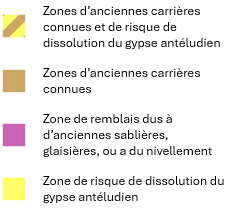 Zones d'anciennes carrières
connues et de risque de
dissolution du gypse antéludien
Zones d'anciennes carrières
connues
Zone de remblais dus à
d'anciennes sablières,
glaisières, ou a du nivellement
Zone de risque de dissolution du
gypse antéludien